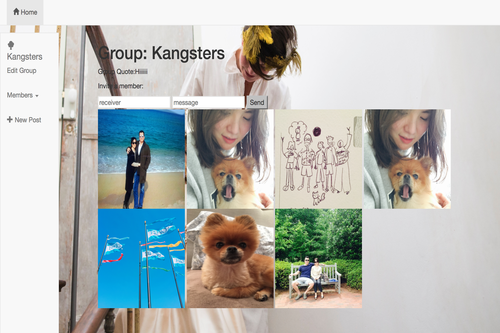 Home
Kangsters
Edit Group
Members
New Post
Group: Kangsters
Group Quote:Hiiiiii
Invite a member:
receiver message Send